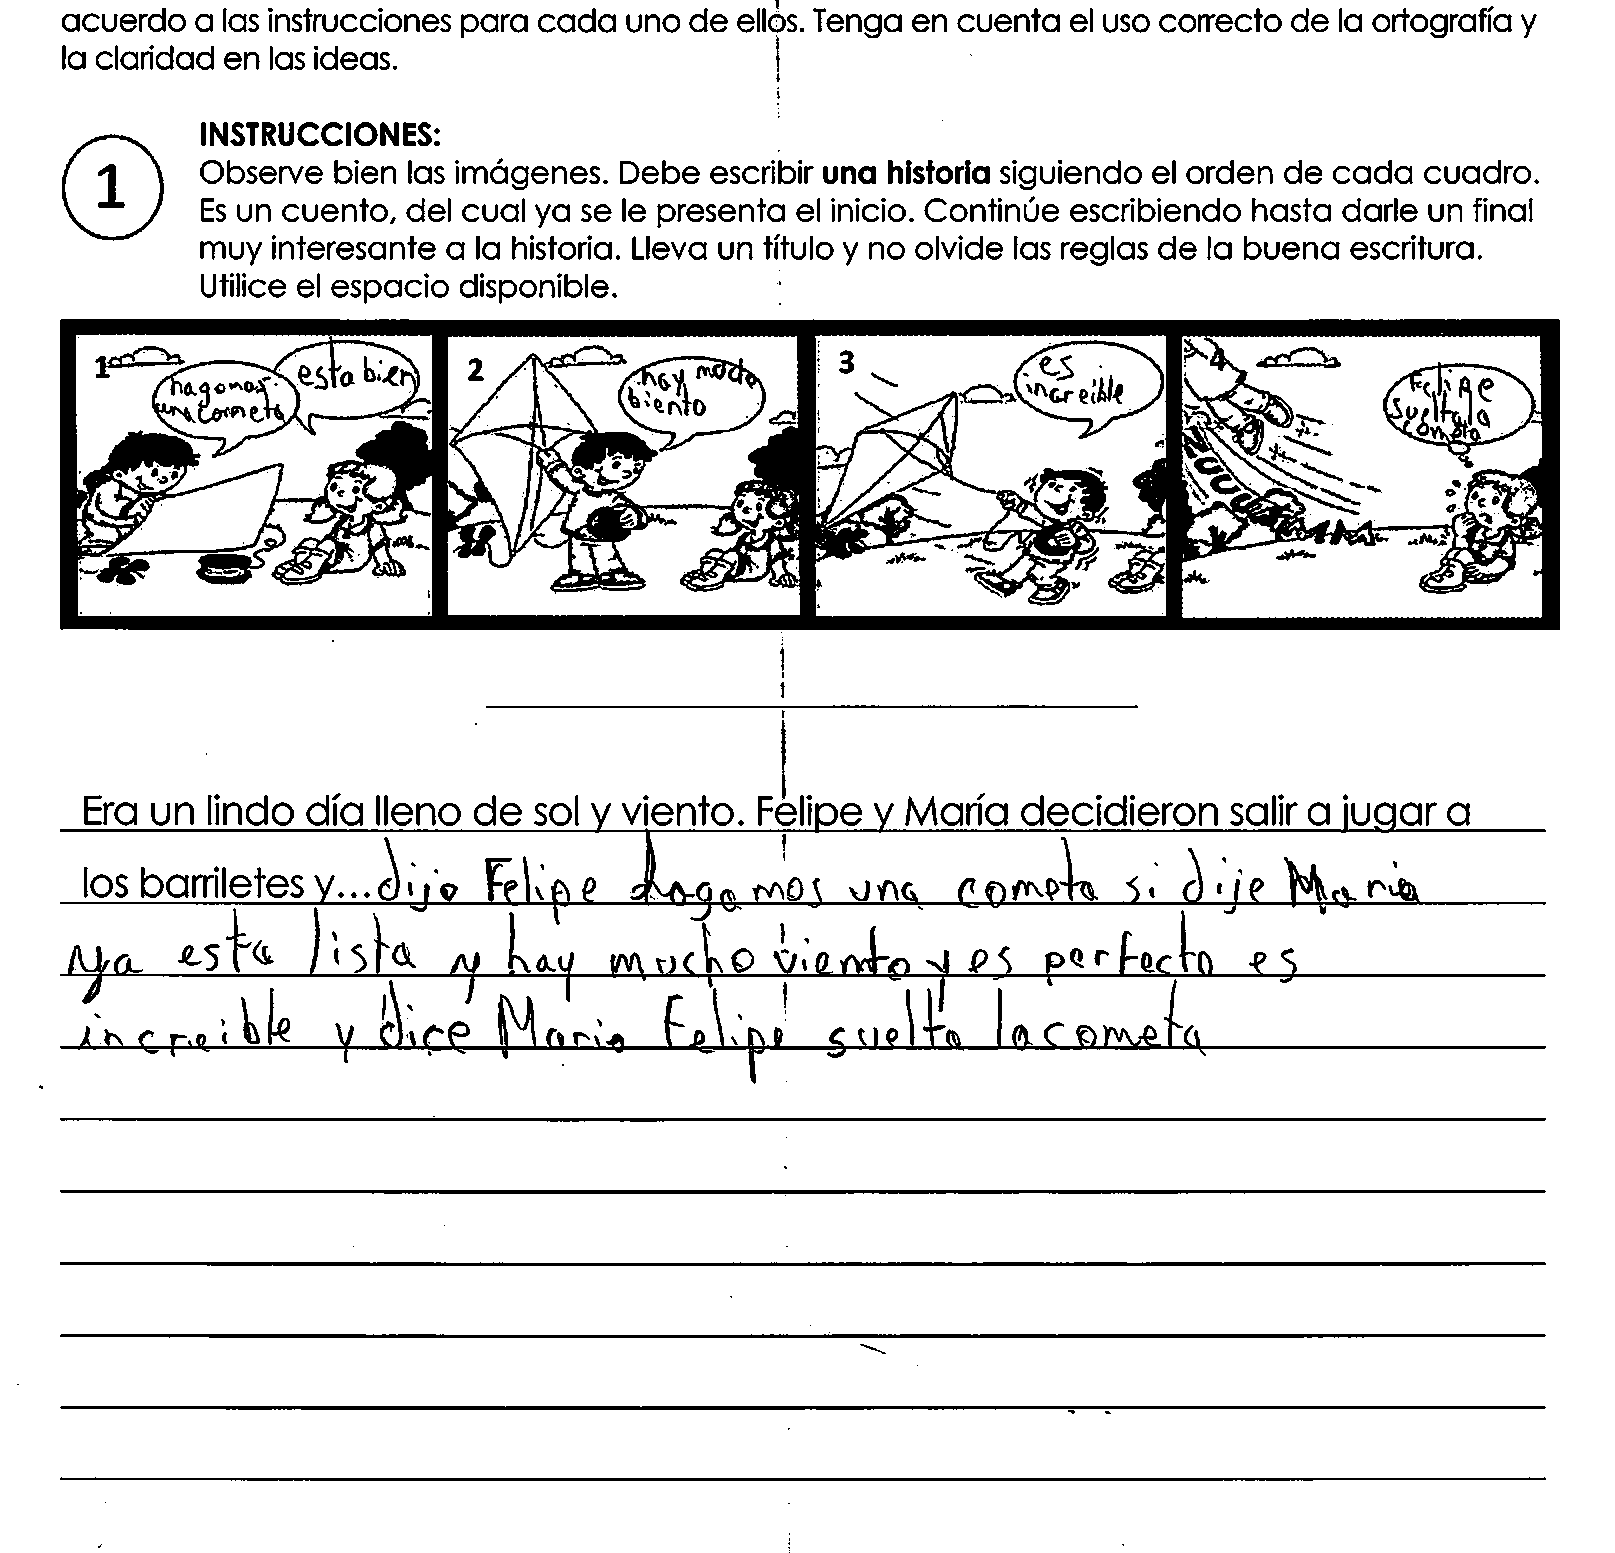 acuerdo a las instrucciones para cada uno de ellos. Tenga en cuenta el uso correcto de la ortografía y
la claridad en las ideas.
1
INSTRUCCIONES:
Observe bien las imágenes. Debe escribir una historia siguiendo el orden de cada cuadro.
Es un cuento, del cual ya se le presenta el inicio. Continúe escribiendo hasta darle un final
muy interesante a la historia. Lleva un título y no olvide las reglas de la buena escritura.
Utilice el espacio disponible.
1
hagomos
una cometa
esta bien
2
hay
biento
3
es
increible
4
Felipe
suelta la
cometa
Era un lindo día lleno de sol y viento. Felipe y María decidieron salir a jugar a
los barriletes y...dijo Felipe hagamos una cometa si dije Maria
ya esta lista y hay mucho viento y es perfecto es
increible y dice Maria Felipe suelta la cometa